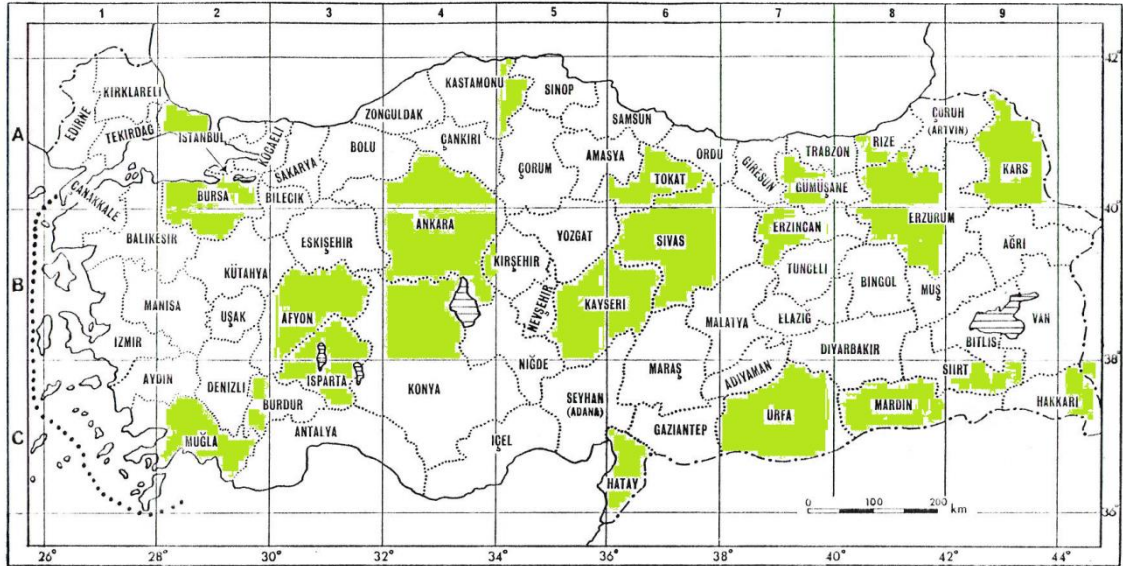 1 2 3 4 5 6 7 8 9
A
B
C
42°
40°
38°
36°
KIRKLARELİ
EDİRNE
TEKİRDAĞ
İSTANBUL
KOCAELİ
SAKARYA
BOLU
ZONGULDAK
KASTAMONU
SİNOP
ÇANKIRI
SAMSUN
ÇORUM
AMASYA
ORDU
TOKAT
GİRESUN
TRABZON
GÜMÜŞANE
RİZE
ÇORUH
(ARTVİN)
KARS
ÇANAKKALE
BURSA
BİLECİK
BALIKESİR
ESKİŞEHİR
ANKARA
KIRŞEHİR
YOZGAT
SİVAS
ERZİNCAN
ERZURUM
AĞRI
KÜTAHYA
MANİSA
UŞAK
AFYON
NEVŞEHİR
KAYSERİ
MALATYA
TUNCELİ
BİNGOL
MUŞ
ELAZIĞ
VAN
BİTLİS
İZMİR
AYDIN
DENİZLİ
ISPARTA
BURDUR
KONYA
NİĞDE
MARAŞ
ADIYAMAN
DİYARBAKIR
SİİRT
HAKKARİ
MUĞLA
ANTALYA
İÇEL
SEYHAN
(ADANA)
GAZİANTEP
ÜRFA
MARDİN
HATAY
0 100 200
km
26° 28° 30° 32° 34° 36° 38° 40° 42° 44°